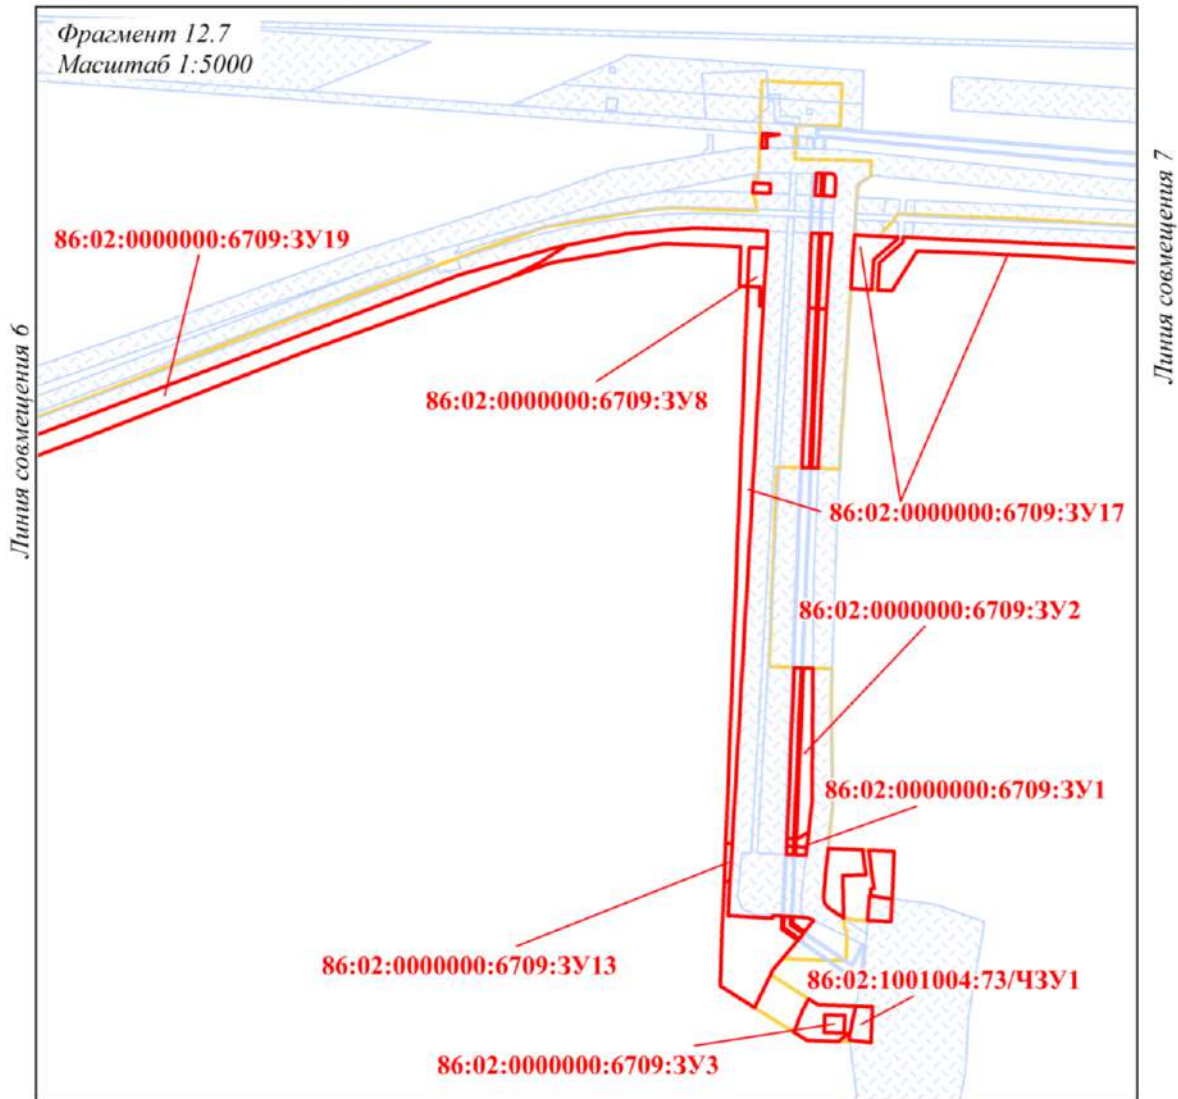 Фрагмент 12.7
Масштаб 1:5000
Линия совмещения 7
86:02:0000000:6709:ЗУ19
Линия совмещения 6
86:02:0000000:6709:ЗУ8
86:02:0000000:6709:ЗУ17
86:02:0000000:6709:ЗУ2
86:02:0000000:6709:ЗУ1
86:02:0000000:6709:ЗУ13
86:02:1001004:73/ЧЗУ1
86:02:0000000:6709:ЗУ3